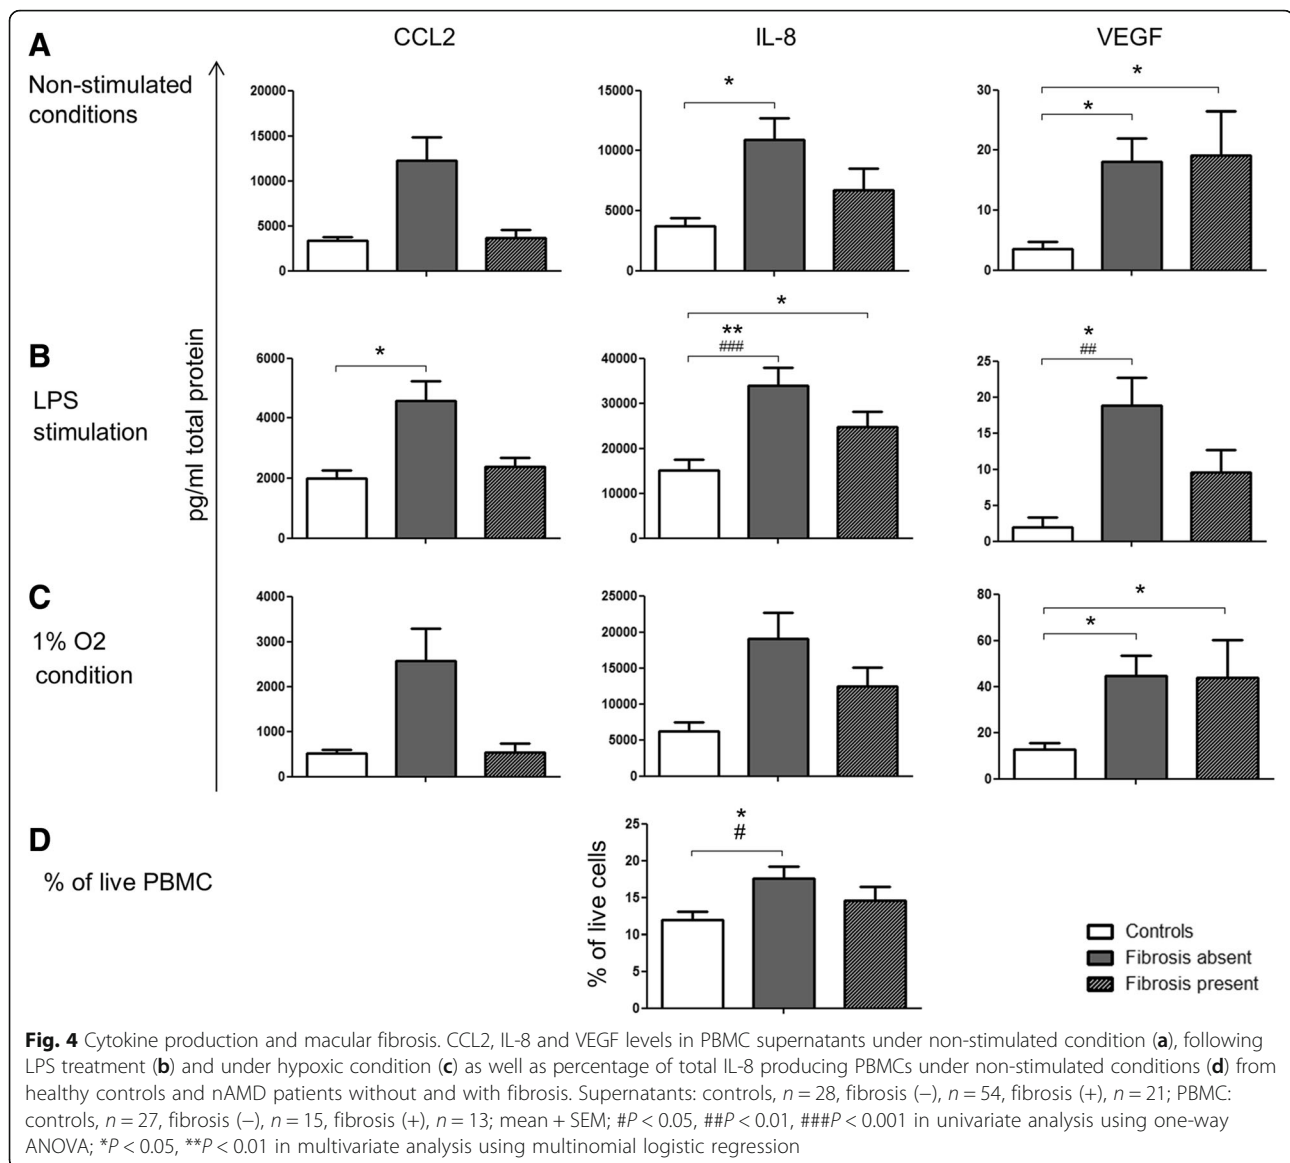 A
CCL2
IL-8
VEGF
Non-stimulated
conditions
pg/ml total protein
20000
15000
10000
5000
0
*
15000
10000
5000
0
*
*
30
20
10
0
B
LPS
stimulation
*
6000
4000
2000
0
*
**
###
40000
30000
20000
10000
0
*
##
25
20
15
10
5
0
C
1% O2
condition
4000
3000
2000
1000
0
25000
20000
15000
10000
5000
0
*
*
80
60
40
20
0
D
% of live PBMC
% of live cells
*
#
25
20
15
10
5
0
Controls
Fibrosis absent
Fibrosis present
Fig. 4 Cytokine production and macular fibrosis. CCL2, IL-8 and VEGF levels in PBMC supernatants under non-stimulated condition (a), following
LPS treatment (b) and under hypoxic condition (c) as well as percentage of total IL-8 producing PBMCs under non-stimulated conditions (d) from
healthy controls and nAMD patients without and with fibrosis. Supernatants: controls, n = 28, fibrosis (−), n = 54, fibrosis (+), n = 21; PBMC:
controls, n = 27, fibrosis (−), n = 15, fibrosis (+), n = 13; mean + SEM; #P < 0.05, ##P < 0.01, ###P < 0.001 in univariate analysis using one-way
ANOVA; *P < 0.05, **P < 0.01 in multivariate analysis using multinomial logistic regression